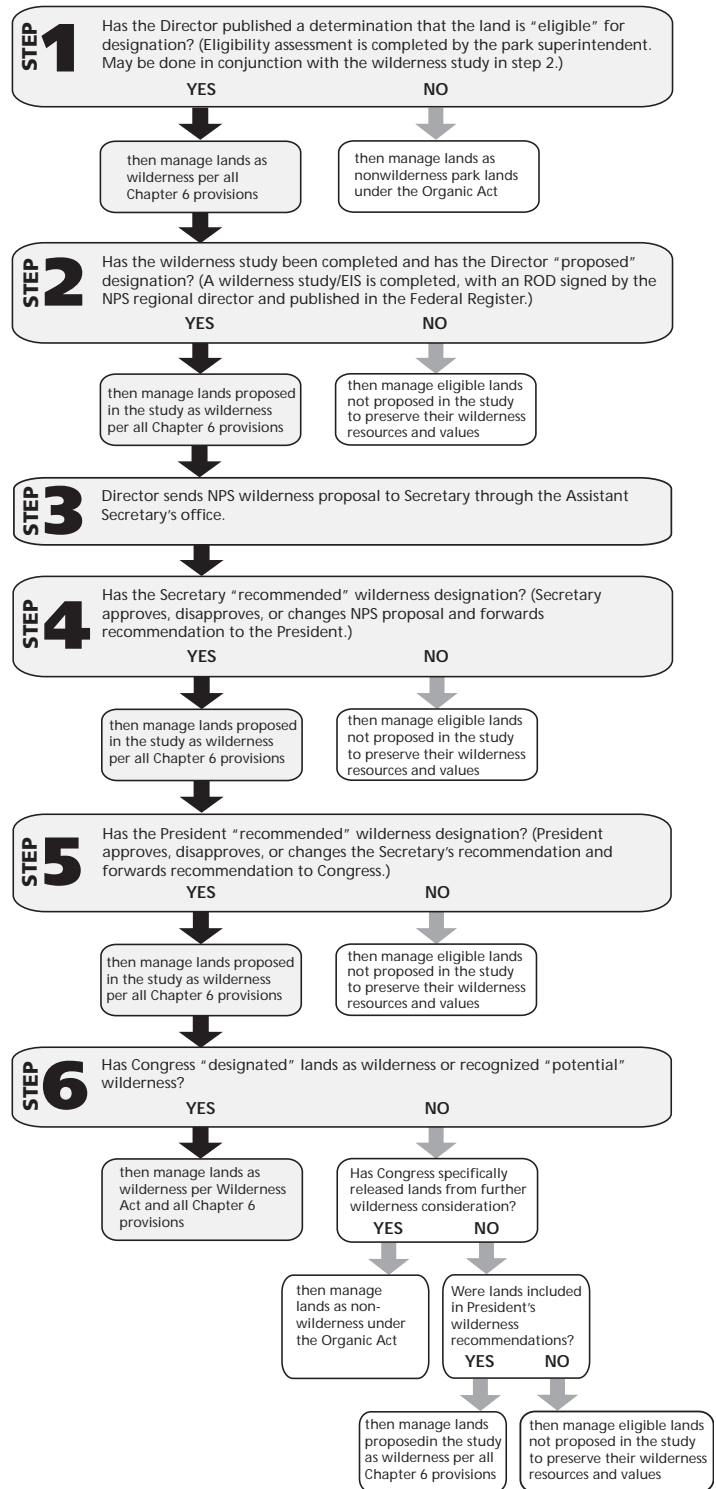 STEP 1
Has the Director published a determination that the land is “eligible” for
designation? (Eligibility assessment is completed by the park superintendent.
May be done in conjunction with the wilderness study in step 2.)
YES NO
then manage lands as
wilderness per all
Chapter 6 provisions
then manage lands as
nonwilderness park lands
under the Organic Act
STEP 2
Has the wilderness study been completed and has the Director “proposed”
designation? (A wilderness study/EIS is completed, with an ROD signed by the
NPS regional director and published in the Federal Register.)
YES NO
then manage lands proposed
in the study as wilderness
per all Chapter 6 provisions
then manage eligible lands
not proposed in the study
to preserve their wilderness
resources and values
STEP 3
Director sends NPS wilderness proposal to Secretary through the Assistant
Secretary’s office.
STEP 4
Has the Secretary “recommended” wilderness designation? (Secretary
approves, disapproves, or changes NPS proposal and forwards
recommendation to the President.)
YES NO
then manage lands proposed
in the study as wilderness
per all Chapter 6 provisions
then manage eligible lands
not proposed in the study
to preserve their wilderness
resources and values
STEP 5
Has the President “recommended” wilderness designation? (President
approves, disapproves, or changes the Secretary’s recommendation and
forwards recommendation to Congress.)
YES NO
then manage lands proposed
in the study as wilderness
per all Chapter 6 provisions
then manage eligible lands
not proposed in the study
to preserve their wilderness
resources and values
STEP 6
Has Congress “designated” lands as wilderness or recognized “potential”
wilderness?
YES NO
then manage lands as
wilderness per Wilderness
Act and all Chapter 6
provisions
Has Congress specifically
released lands from further
wilderness consideration?
YES NO
then manage
lands as non-
wilderness under
the Organic Act
Were lands included
in President’s
wilderness
recommendations?
YES NO
then manage lands
proposedin the study
as wilderness per all
Chapter 6 provisions
then manage eligible lands
not proposed in the study
to preserve their wilderness
resources and values